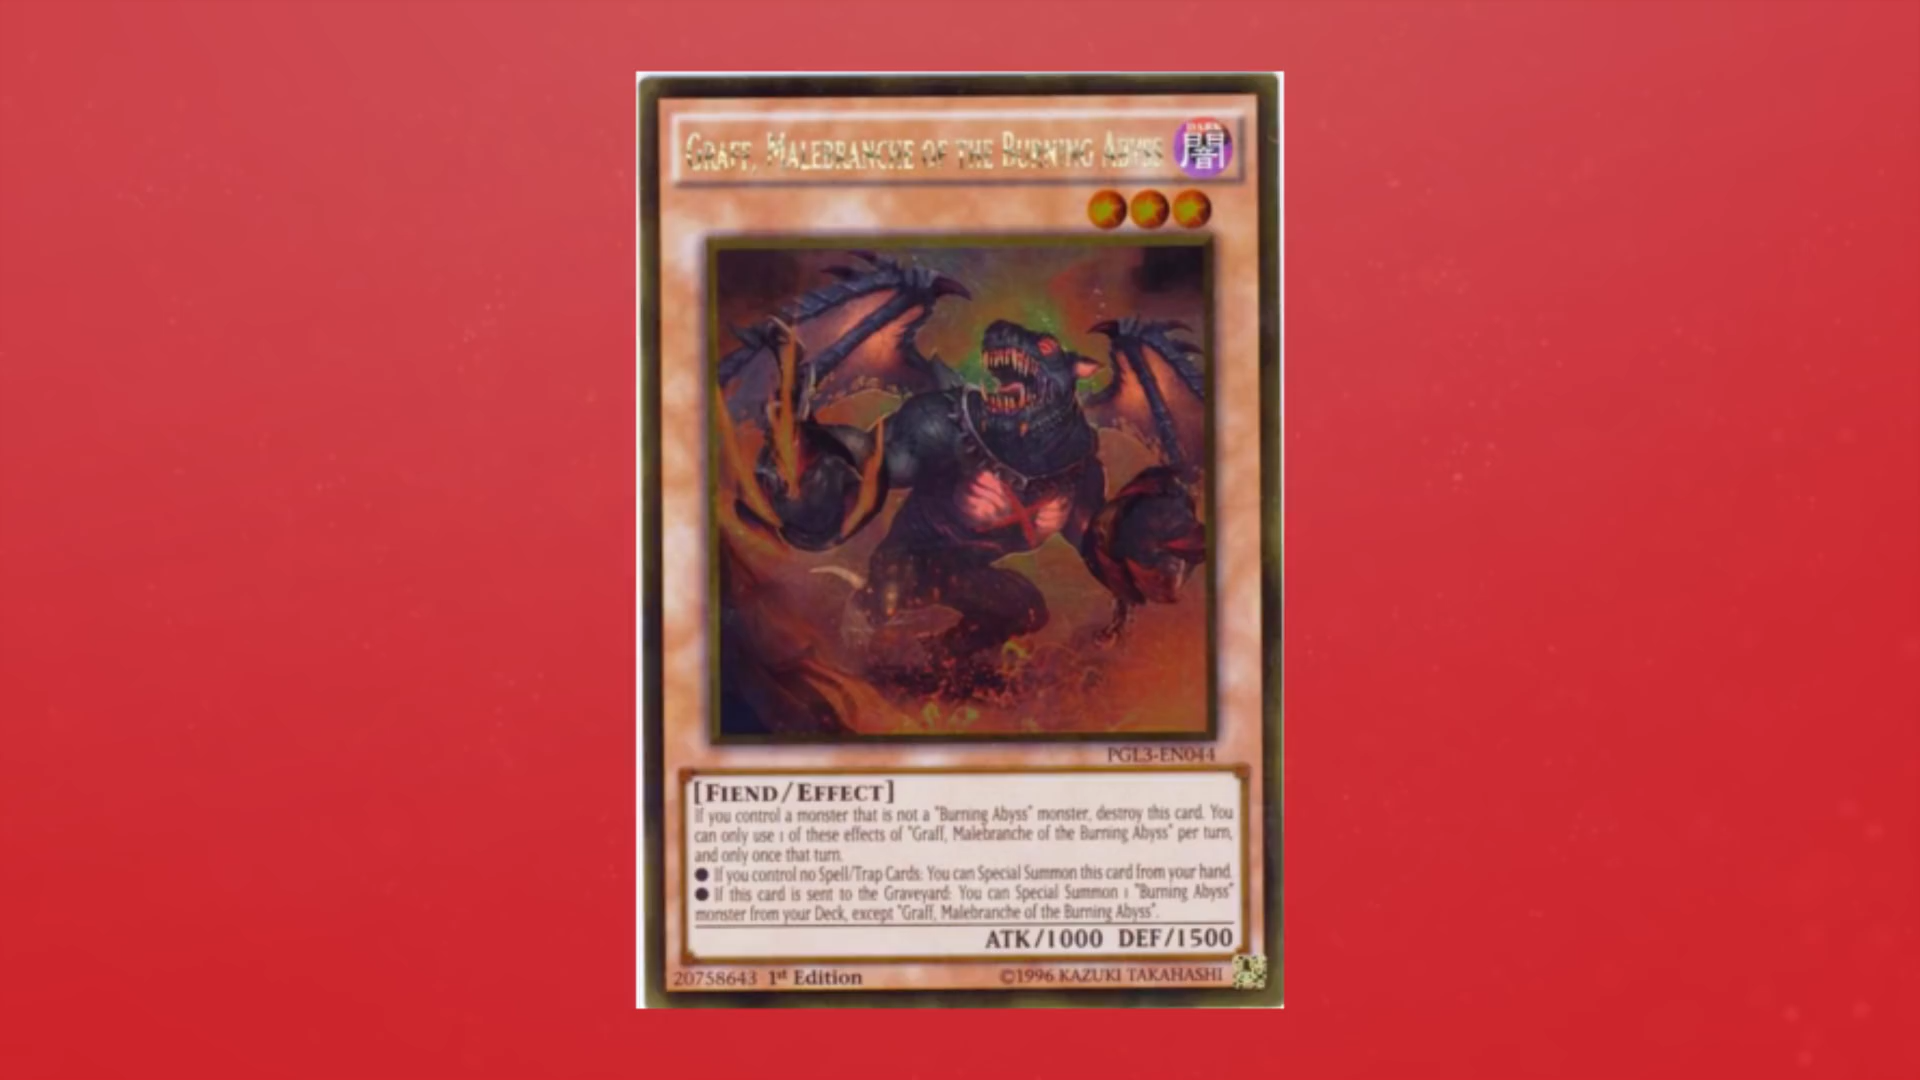 Graff, Malebranche of the Burning Abyss
DARK
闇
PGL3-EN044
[Fiend/Effect]
If you control a monster that is not a "Burning Abyss" monster, destroy this card. You
can only use 1 of these effects of "Graff, Malebranche of the Burning Abyss" per turn,
and only once that turn.
● If you control no Spell/Trap Cards: You can Special Summon this card from your hand.
● If this card is sent to the Graveyard: You can Special Summon 1 "Burning Abyss"
monster from your Deck, except "Graff, Malebranche of the Burning Abyss".
ATK/1000 DEF/1500
20758643 1st Edition
©1996 KAZUKI TAKAHASHI